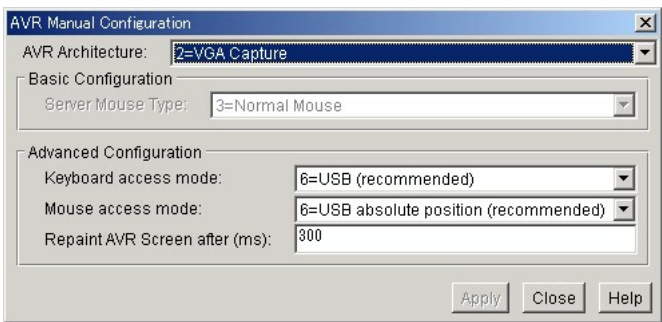 AVR Manual Configuration
AVR Architecture: 2=VGA Capture
Basic Configuration
Server Mouse Type: 3=Normal Mouse
Advanced Configuration
Keyboard access mode: 6=USB (recommended)
Mouse access mode: 6=USB absolute position (recommended)
Repaint AVR Screen after (ms): 300
Apply Close Help